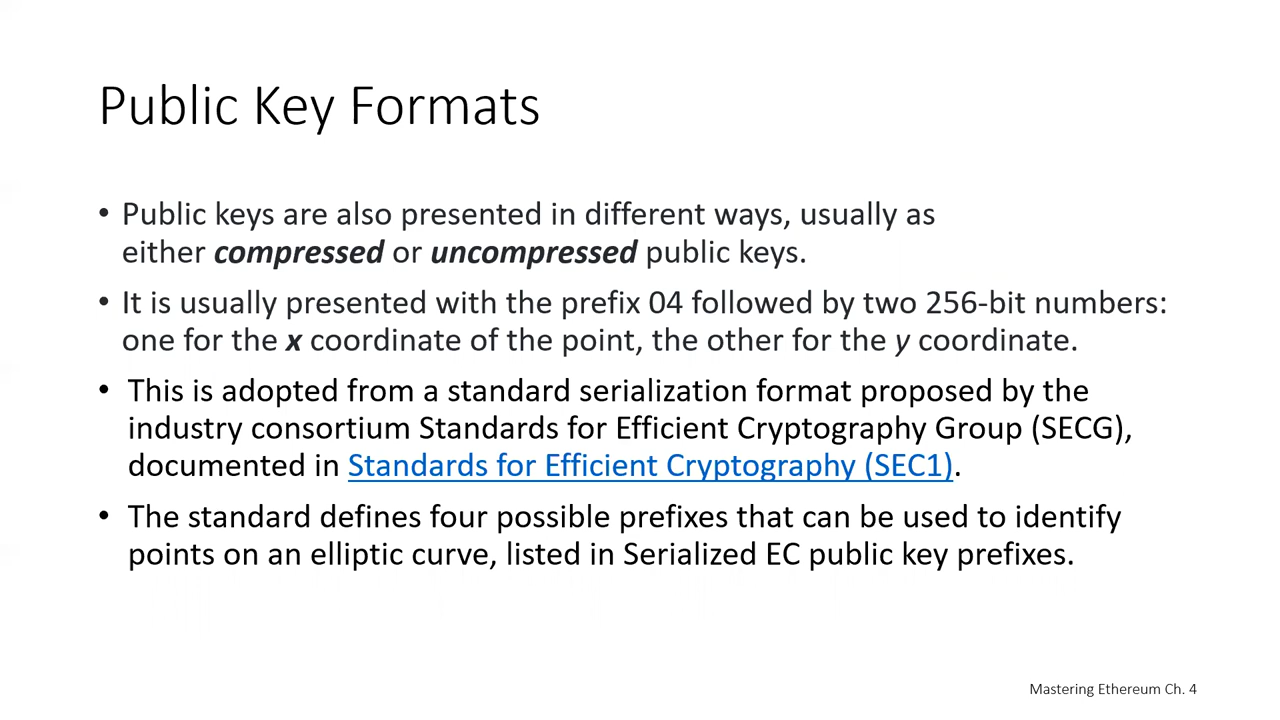 Public Key Formats
• Public keys are also presented in different ways, usually as
either compressed or uncompressed public keys.
• It is usually presented with the prefix 04 followed by two 256-bit numbers:
one for the x coordinate of the point, the other for the y coordinate.
• This is adopted from a standard serialization format proposed by the
industry consortium Standards for Efficient Cryptography Group (SECG),
documented in Standards for Efficient Cryptography (SEC1).
• The standard defines four possible prefixes that can be used to identify
points on an elliptic curve, listed in Serialized EC public key prefixes.
Mastering Ethereum Ch. 4